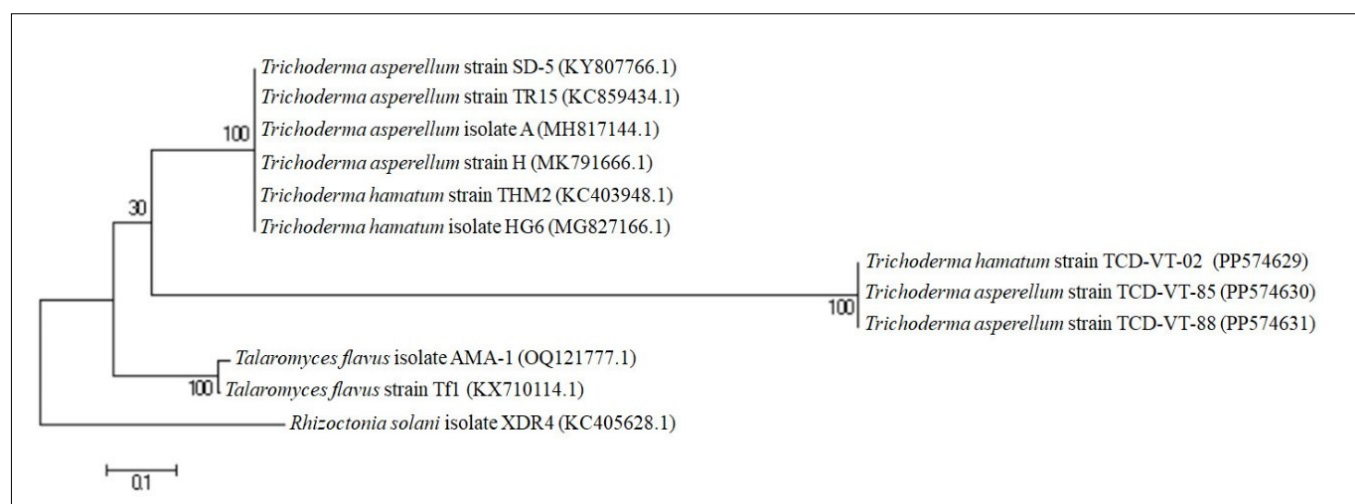 Trichoderma asperellum strain SD-5 (KY807766.1)
Trichoderma asperellum strain TR15 (KC859434.1)
100
Trichoderma asperellum isolate A (MH817144.1)
Trichoderma asperellum strain H (MK791666.1)
Trichoderma hamatum strain THM2 (KC403948.1)
30
Trichoderma hamatum isolate HG6 (MG827166.1)
Trichoderma hamatum strain TCD-VT-02 (PP574629)
Trichoderma asperellum strain TCD-VT-85 (PP574630)
100
Trichoderma asperellum strain TCD-VT-88 (PP574631)
Talaromyces flavus isolate AMA-1 (OQ121777.1)
100
Talaromyces flavus strain Tf1 (KX710114.1)
Rhizoctonia solani isolate XDR4 (KC405628.1)
0.1